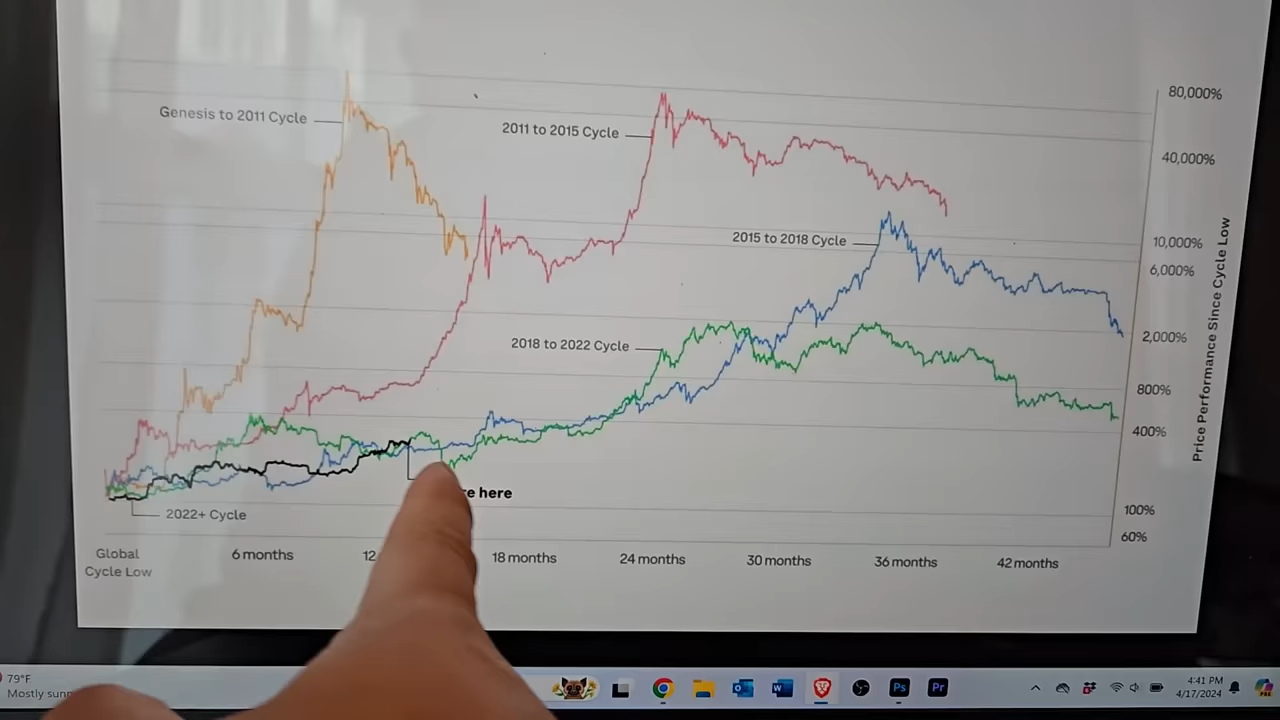 80,000%
Genesis to 2011 Cycle
2011 to 2015 Cycle
40,000%
2015 to 2018 Cycle
10,000%
6,000%
2018 to 2022 Cycle
2,000%
800%
400%
Price Performance Since Cycle Low
here
2022+ Cycle
100%
60%
Global
Cycle Low
6 months
12
18 months
24 months
30 months
36 months
42 months
79°F
Mostly
4:41 PM
4/17/2024
Ps
Pr
PRE